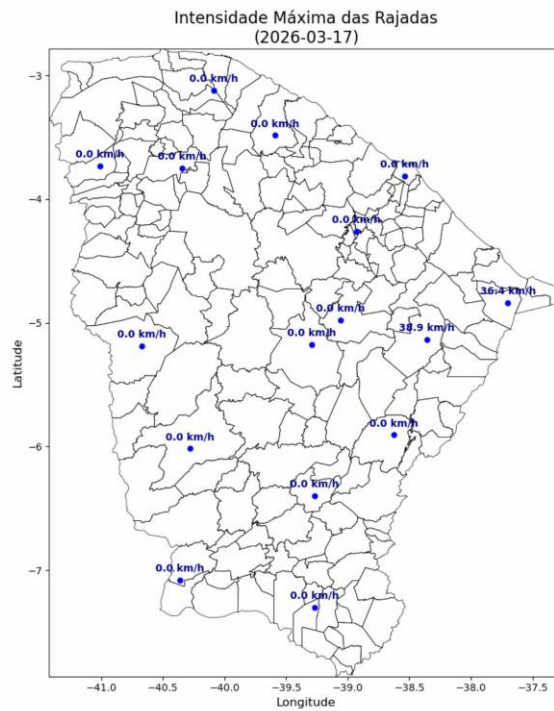 Intensidade Máxima das Rajadas
(2026-03-17)
−3
0.0 km/h
0.0 km/h
0.0 km/h
0.0 km/h
0.0 km/h
−4
0.0 km/h
36.4 km/h
0.0 km/h
−5
38.9 km/h
0.0 km/h
0.0 km/h
Latitude
0.0 km/h
−6
0.0 km/h
0.0 km/h
−7
0.0 km/h
0.0 km/h
−41.0
−40.5
−40.0
−39.5
−39.0
−38.5
−38.0
−37.5
Longitude